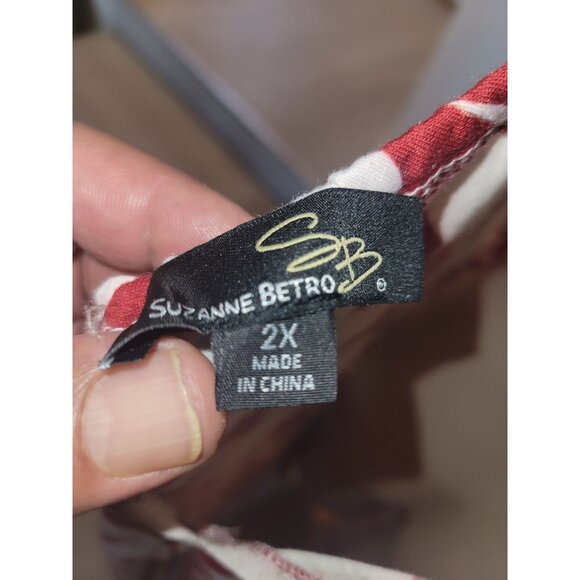 SB
SUZANNE BETRO ®
2X
MADE
IN CHINA